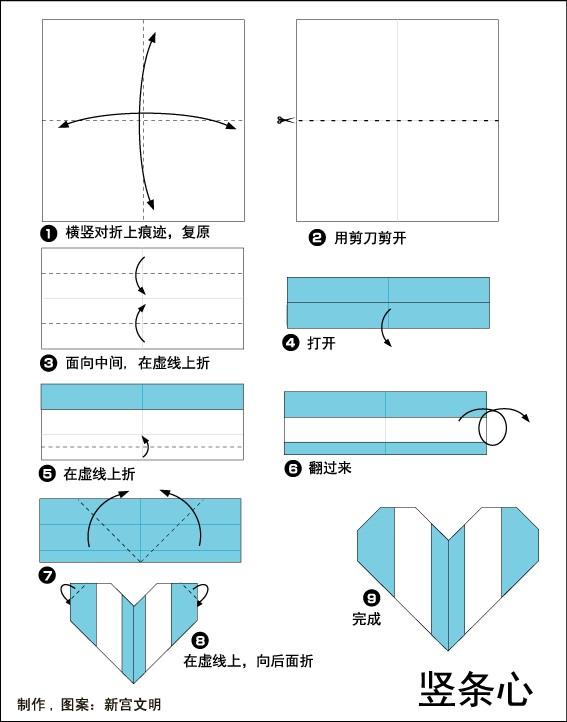 ❶ 横竖对折上痕迹，复原
❷ 用剪刀剪开
❸ 面向中间，在虚线上折
❹ 打开
❺ 在虚线上折
❻ 翻过来
❼
❽
在虚线上，向后面折
❾
完成
竖条心
制作．图案：新宫文明